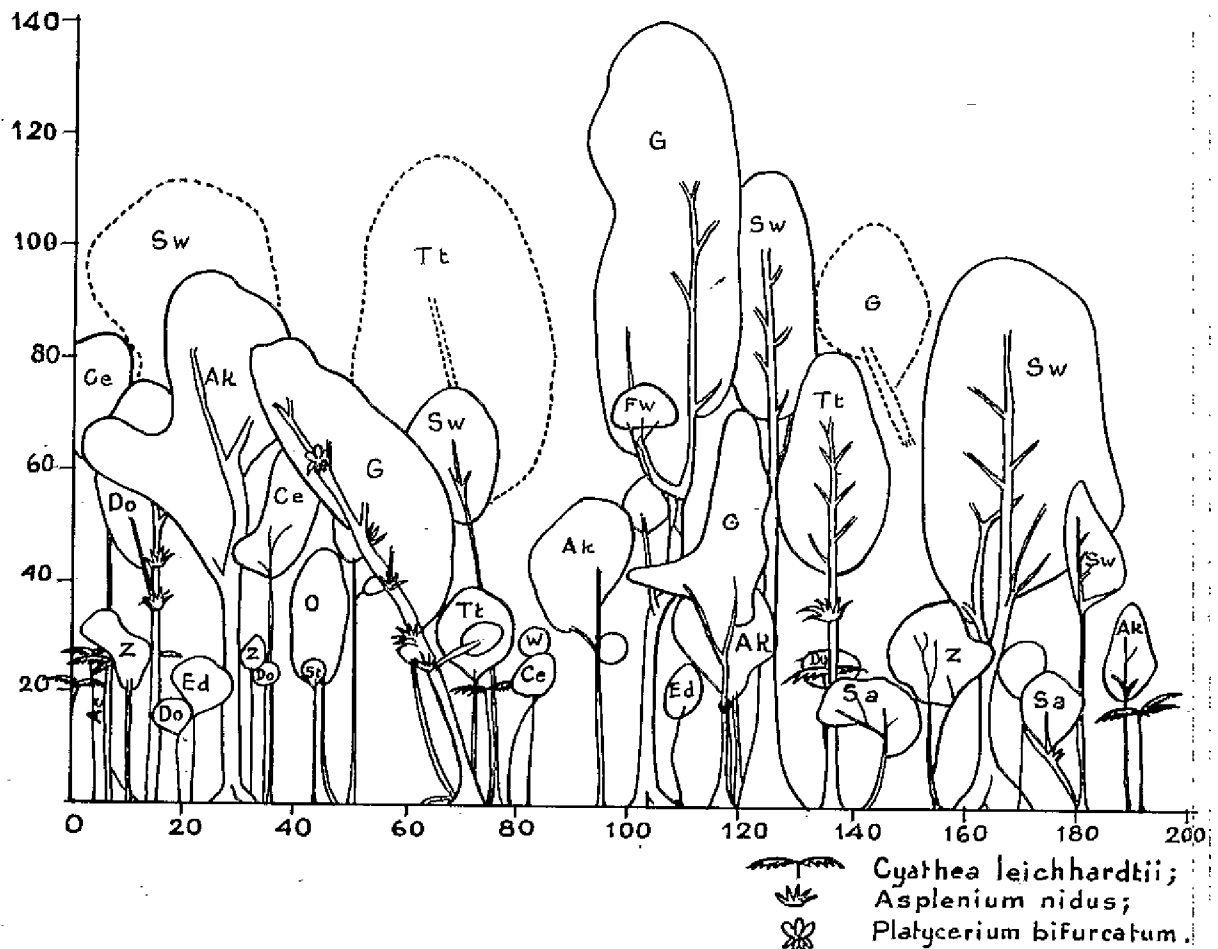 140
G
120
Sw
Tt
Sw
100
G
80
Ce
Ak
Sw
Fw
Tt
Sw
G
60
Do
Ce
Ak
G
Sw
40
O
Tt
W
Ak
Ak
Z
Z
Z
St
Ce
Du
20
Ac
Ed
Do
Do
Ed
Sa
Sa
0 20 40 60 80 100 120 140 160 180 200
Cyathea leichhardtii;
Asplenium nidus;
Platycerium bifurcatum.